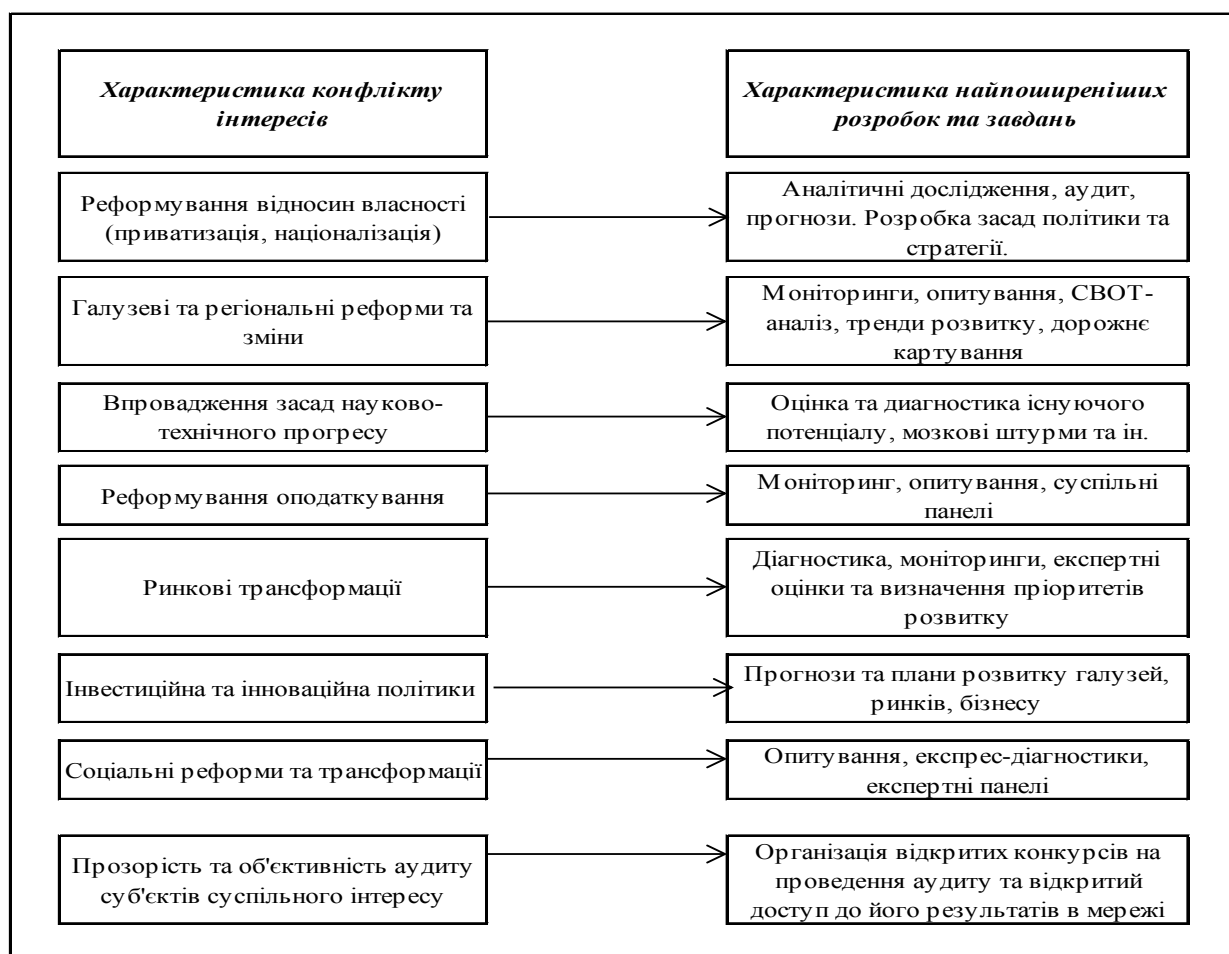 Характеристика конфлікту
інтересів
Характеристика найпоширеніших
розробок та завдань
Реформування відносин власності
(приватизація, націоналізація)
Аналітичні дослідження, аудит,
прогнози. Розробка засад політики та
стратегії.
Галузеві та регіональні реформи та
зміни
Моніторинги, опитування, СВОТ-
аналіз, тренди розвитку, дорожнє
картування
Впровадження засад науково-
технічного прогресу
Оцінка та диагностика існуючого
потенціалу, мозкові штурми та ін.
Реформування оподаткування
Моніторинг, опитування, суспільні
панелі
Ринкові трансформації
Діагностика, моніторинги, експертні
оцінки та визначення пріоритетів
розвитку
Інвестиційна та інноваційна політики
Прогнози та плани розвитку галузей,
ринків, бізнесу
Соціальні реформи та трансформації
Опитування, експрес-діагностики,
експертні панелі
Прозорість та об'єктивність аудиту
суб'єктів суспільного інтересу
Організація відкритих конкурсів на
проведення аудиту та відкритий
доступ до його результатів в мережі